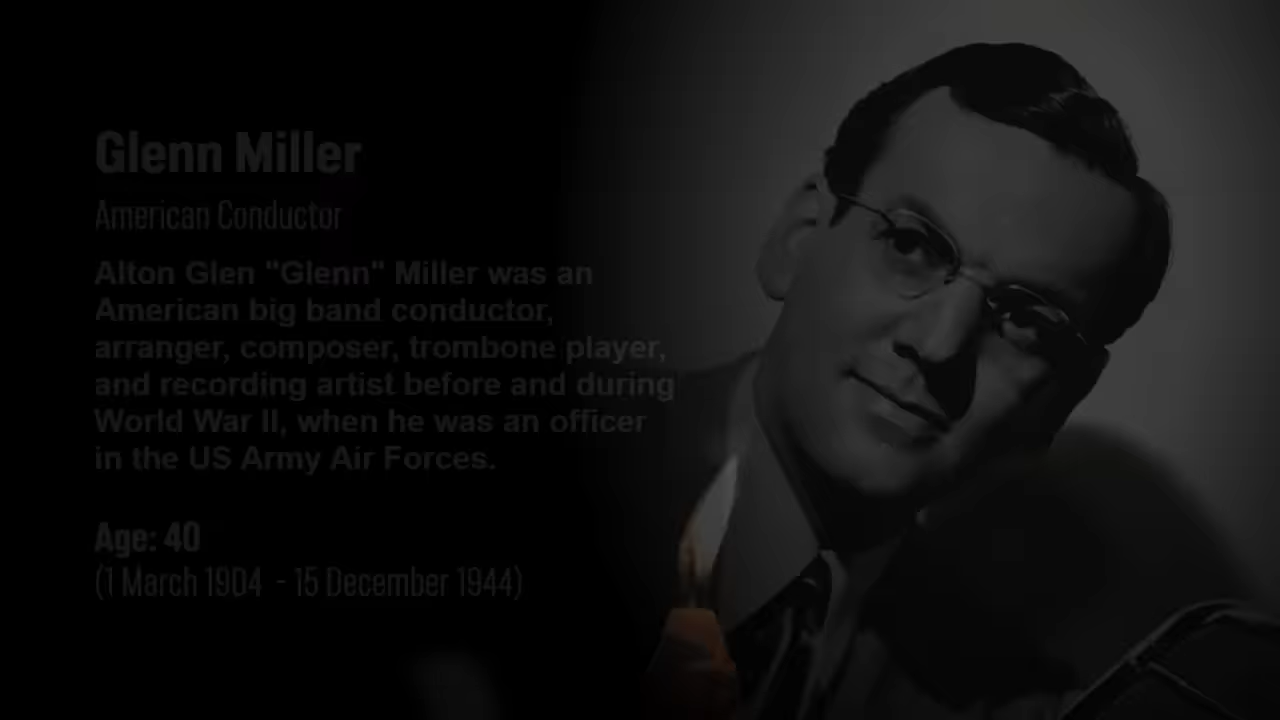 Glenn Miller
American Conductor
Alton Glen "Glenn" Miller was an
American big band conductor,
arranger, composer, trombone player,
and recording artist before and during
World War II, when he was an officer
in the US Army Air Forces.
Age: 40
(1 March 1904 - 15 December 1944)